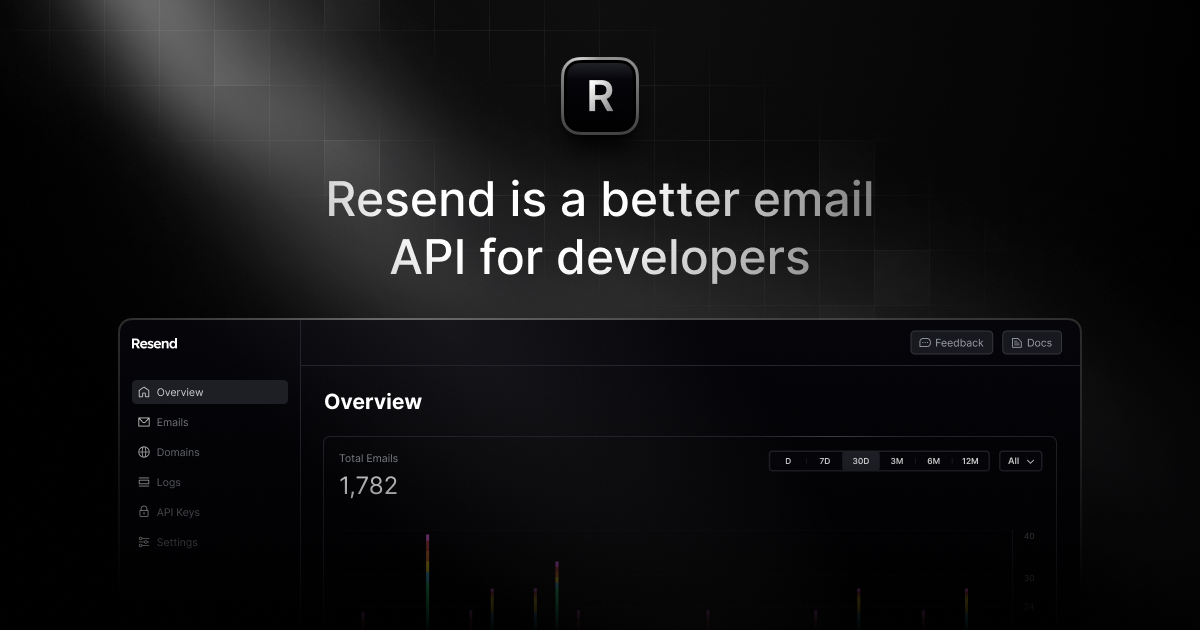 R
Resend is a better email
API for developers
Resend
Feedback
Docs
Overview
Emails
Domains
Logs
API Keys
Settings
Overview
Total Emails
1,782
D 7D 30D 3M 6M 12M
All
40
30
24